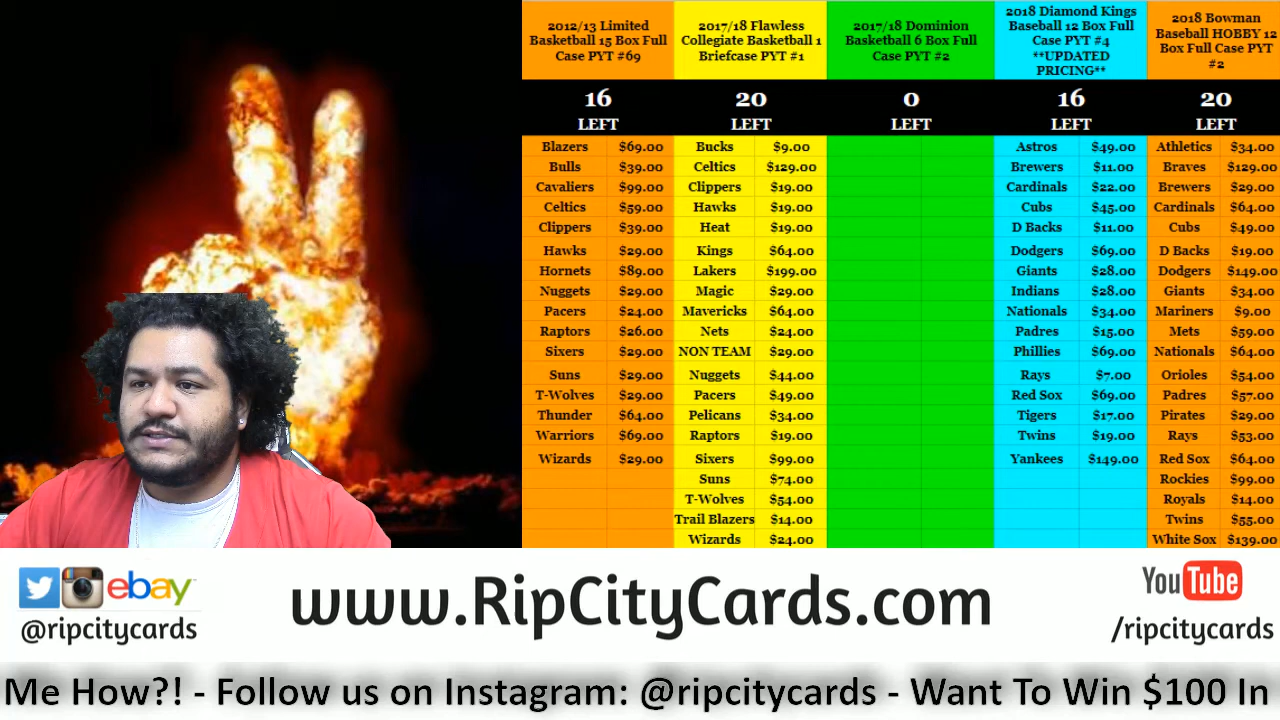 2012/13 Limited
Basketball 15 Box Full
Case PYT #69
16
LEFT
Blazers $69.00
Bulls $39.00
Cavaliers $99.00
Celtics $59.00
Clippers $39.00
Hawks $29.00
Hornets $89.00
Nuggets $29.00
Pacers $24.00
Raptors $26.00
Sixers $29.00
Suns $29.00
T-Wolves $29.00
Thunder $64.00
Warriors $69.00
Wizards $29.00
2017/18 Flawless
Collegiate Basketball 1
Briefcase PYT #1
20
LEFT
Bucks $9.00
Celtics $129.00
Clippers $19.00
Hawks $19.00
Heat $19.00
Kings $64.00
Lakers $199.00
Magic $29.00
Mavericks $64.00
Nets $24.00
NON TEAM $29.00
Nuggets $44.00
Pacers $49.00
Pelicans $34.00
Raptors $19.00
Sixers $99.00
Suns $74.00
T-Wolves $54.00
Trail Blazers $14.00
Wizards $24.00
2017/18 Dominion
Basketball 6 Box Full
Case PYT #2
0
LEFT
2018 Diamond Kings
Baseball 12 Box Full
Case PYT #4
**UPDATED
PRICING**
16
LEFT
Astros $49.00
Brewers $11.00
Cardinals $22.00
Cubs $45.00
D Backs $11.00
Dodgers $69.00
Giants $28.00
Indians $28.00
Nationals $34.00
Padres $15.00
Phillies $69.00
Rays $7.00
Red Sox $69.00
Tigers $17.00
Twins $19.00
Yankees $149.00
2018 Bowman
Baseball HOBBY 12
Box Full Case PYT
#2
20
LEFT
Athletics $34.00
Braves $129.00
Brewers $29.00
Cardinals $64.00
Cubs $49.00
D Backs $19.00
Dodgers $149.00
Giants $34.00
Mariners $9.00
Mets $59.00
Nationals $64.00
Orioles $54.00
Padres $57.00
Pirates $29.00
Rays $53.00
Red Sox $64.00
Rockies $99.00
Royals $14.00
Twins $55.00
White Sox $139.00
ebay
@ripcitycards
www.RipCityCards.com
YouTube
/ripcitycards
Me How?! - Follow us on Instagram: @ripcitycards - Want To Win $100 In